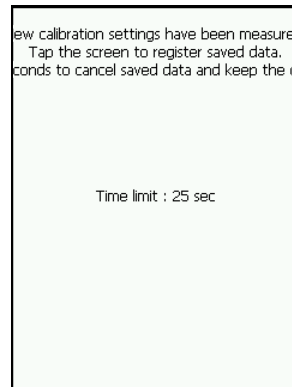 ew calibration settings have been measure
Tap the screen to register saved data.
conds to cancel saved data and keep the
Time limit : 25 sec